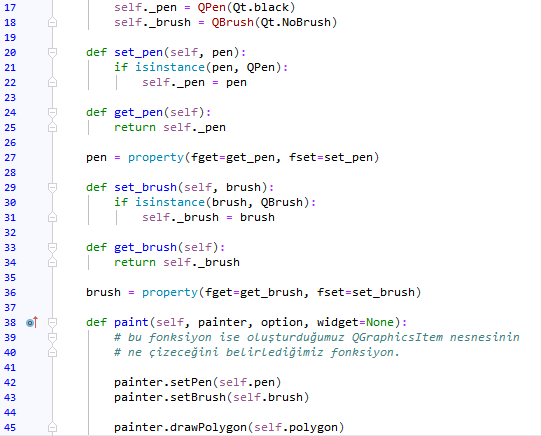 17 self._pen = QPen(Qt.black)
18 self._brush = QBrush(Qt.NoBrush)
19
20 def set_pen(self, pen):
21 if isinstance(pen, QPen):
22 self._pen = pen
23
24 def get_pen(self):
25 return self._pen
26
27 pen = property(fget=get_pen, fset=set_pen)
28
29 def set_brush(self, brush):
30 if isinstance(brush, QBrush):
31 self._brush = brush
32
33 def get_brush(self):
34 return self._brush
35
36 brush = property(fget=get_brush, fset=set_brush)
37
38 def paint(self, painter, option, widget=None):
39 # bu fonksiyon ise oluşturduğumuz QGraphicsItem nesnesinin
40 # ne çizeceğini belirlediğimiz fonksiyon.
41
42 painter.setPen(self.pen)
43 painter.setBrush(self.brush)
44
45 painter.drawPolygon(self.polygon)